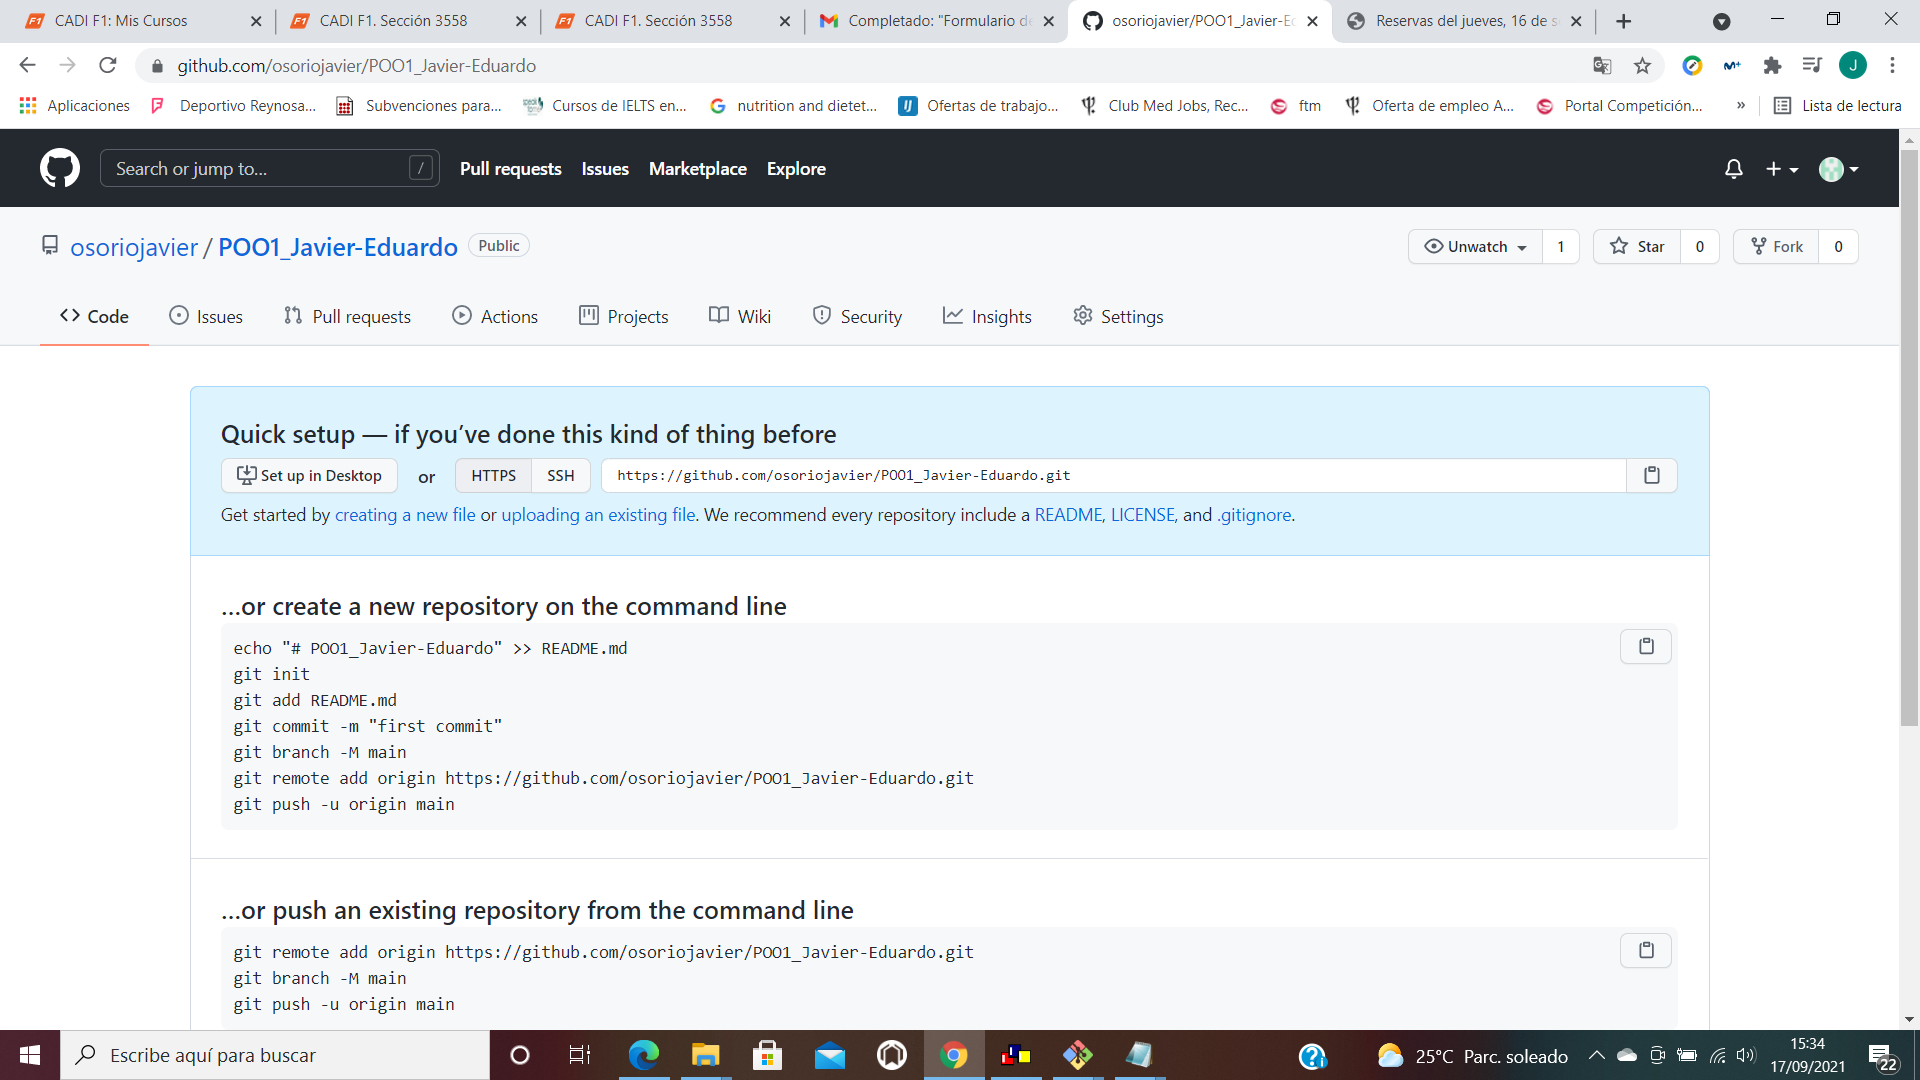 CADI F1: Mis Cursos
CADI F1. Sección 3558
CADI F1. Sección 3558
Completado: "Formulario de
osoriojavier/POO1_Javier-E
Reservas del jueves, 16 de s
github.com/osoriojavier/POO1_Javier-Eduardo
J
Aplicaciones
Deportivo Reynosa...
Subvenciones para...
Cursos de IELTS en...
nutrition and dietet...
Ofertas de trabajo...
Club Med Jobs, Rec...
ftm
Oferta de empleo A...
Portal Competición...
»
Lista de lectura
Search or jump to...
/
Pull requests
Issues
Marketplace
Explore
osoriojavier / POO1_Javier-Eduardo
Public
Unwatch
1
Star
0
Fork
0
Code
Issues
Pull requests
Actions
Projects
Wiki
Security
Insights
Settings
Quick setup — if you’ve done this kind of thing before
Set up in Desktop
or
HTTPS
SSH
https://github.com/osoriojavier/POO1_Javier-Eduardo.git
Get started by creating a new file or uploading an existing file. We recommend every repository include a README, LICENSE, and .gitignore.
…or create a new repository on the command line
echo "# POO1_Javier-Eduardo" >> README.md
git init
git add README.md
git commit -m "first commit"
git branch -M main
git remote add origin https://github.com/osoriojavier/POO1_Javier-Eduardo.git
git push -u origin main
…or push an existing repository from the command line
git remote add origin https://github.com/osoriojavier/POO1_Javier-Eduardo.git
git branch -M main
git push -u origin main
Escribe aquí para buscar
25°C Parc. soleado
15:34
17/09/2021
22